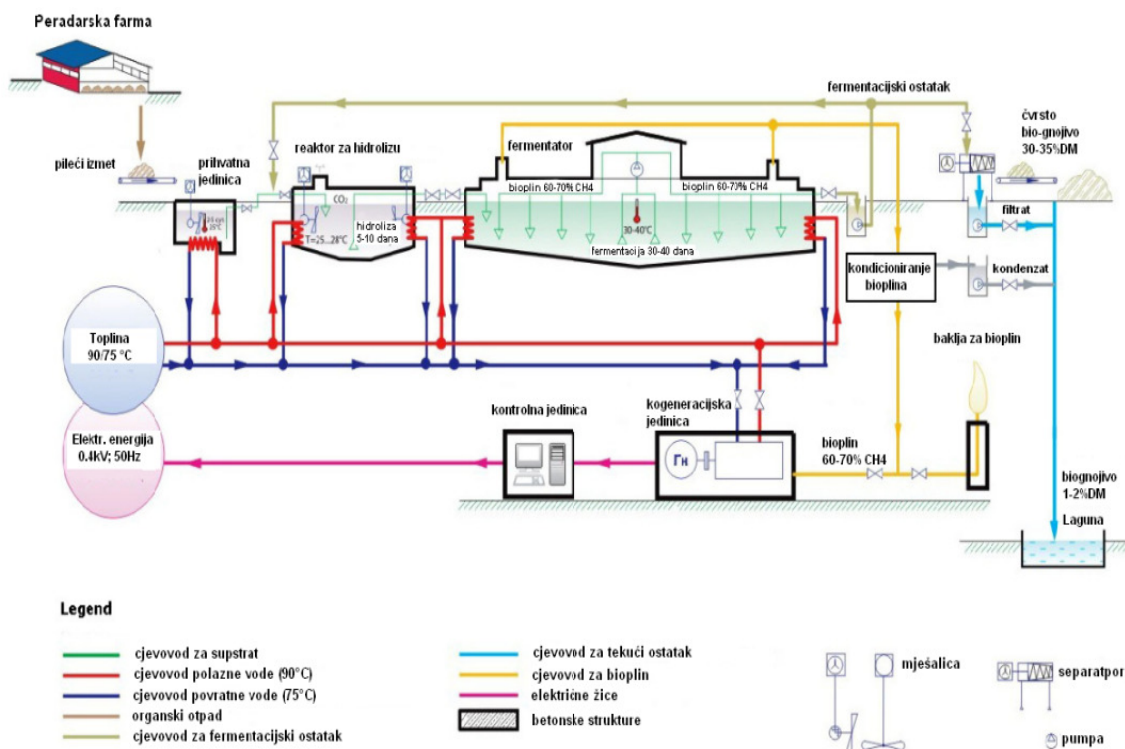 Peradarska farma
fermentacijski ostatak
čvrsto
bio-gnojivo
30-35%DM
pileći izmet
prihvatna
jedinica
reaktor za hidrolizu
fermentator
bioplin 60-70% CH4
bioplin 60-70% CH4
CO₂
hidroliza
5-10 dana
T=25...28°C
30-40°C
fermentacija 30-40 dana
filtrat
kondicioniranje
bioplina
kondenzat
Toplina
90/75 °C
baklja za bioplin
kontrolna jedinica
kogeneracijska
jedinica
Elektr. energija
0.4kV; 50Hz
Гн
bioplin
60-70% CH4
biognojivo
1-2%DM
Laguna
Legend
cjevovod za supstrat
cjevovod polazne vode (90°C)
cjevovod povratne vode (75°C)
organski otpad
cjevovod za fermentacijski ostatak
cjevovod za tekući ostatak
cjevovod za bioplin
električne žice
betonske strukture
mješalica
separatpor
pumpa